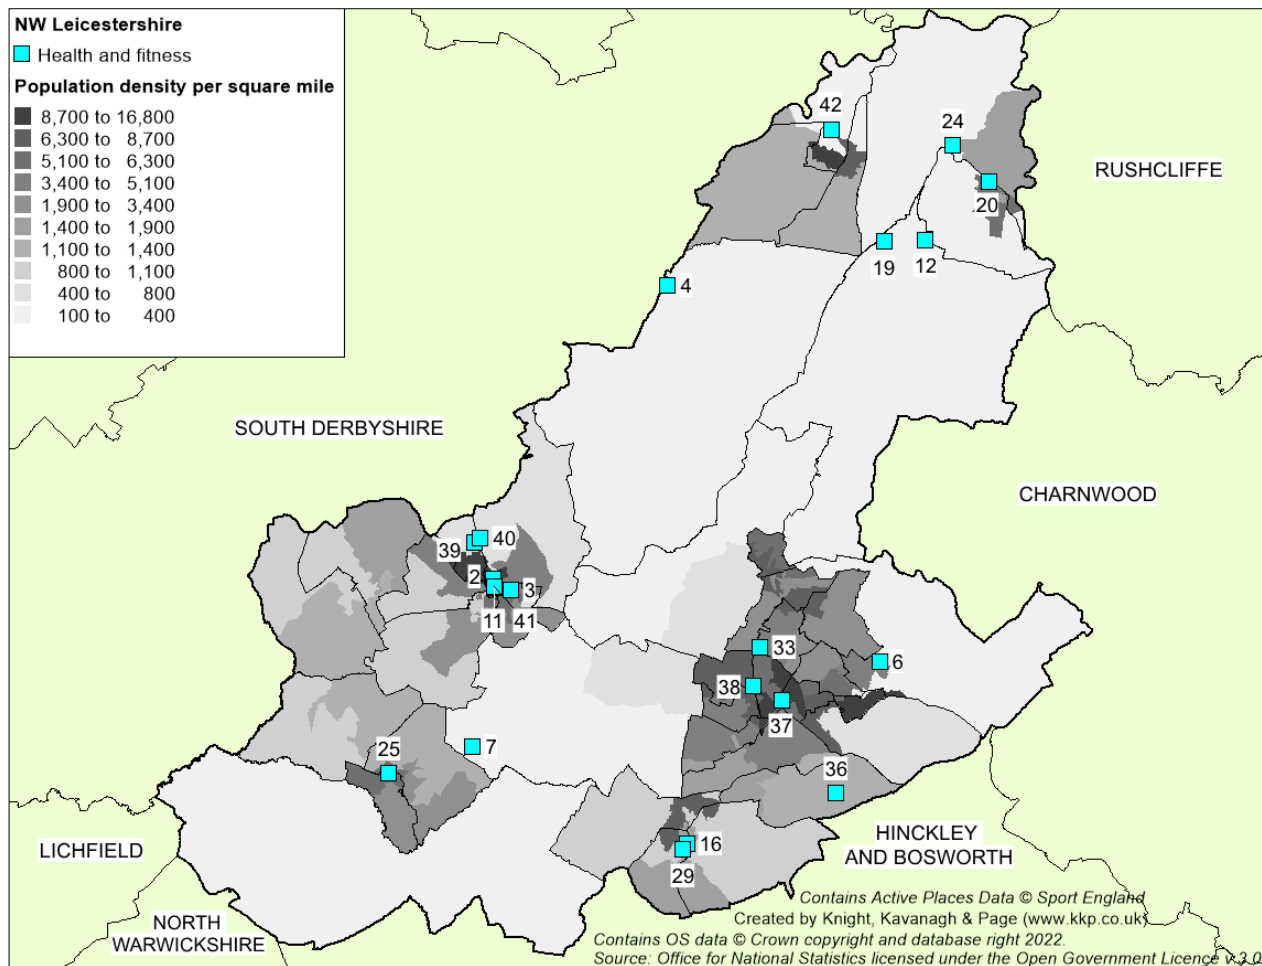 NW Leicestershire
Health and fitness
Population density per square mile
8,700 to 16,800
6,300 to 8,700
5,100 to 6,300
3,400 to 5,100
1,900 to 3,400
1,400 to 1,900
1,100 to 1,400
800 to 1,100
400 to 800
100 to 400
42
24
RUSHCLIFFE
20
19
12
4
SOUTH DERBYSHIRE
CHARNWOOD
40
39
2
3
11
41
33
6
38
37
7
25
36
16
29
LICHFIELD
HINCKLEY
AND BOSWORTH
NORTH
WARWICKSHIRE
Contains Active Places Data © Sport England
Created by Knight, Kavanagh & Page (www.kkp.co.uk)
Contains OS data © Crown copyright and database right 2022.
Source: Office for National Statistics licensed under the Open Government Licence v.3.0